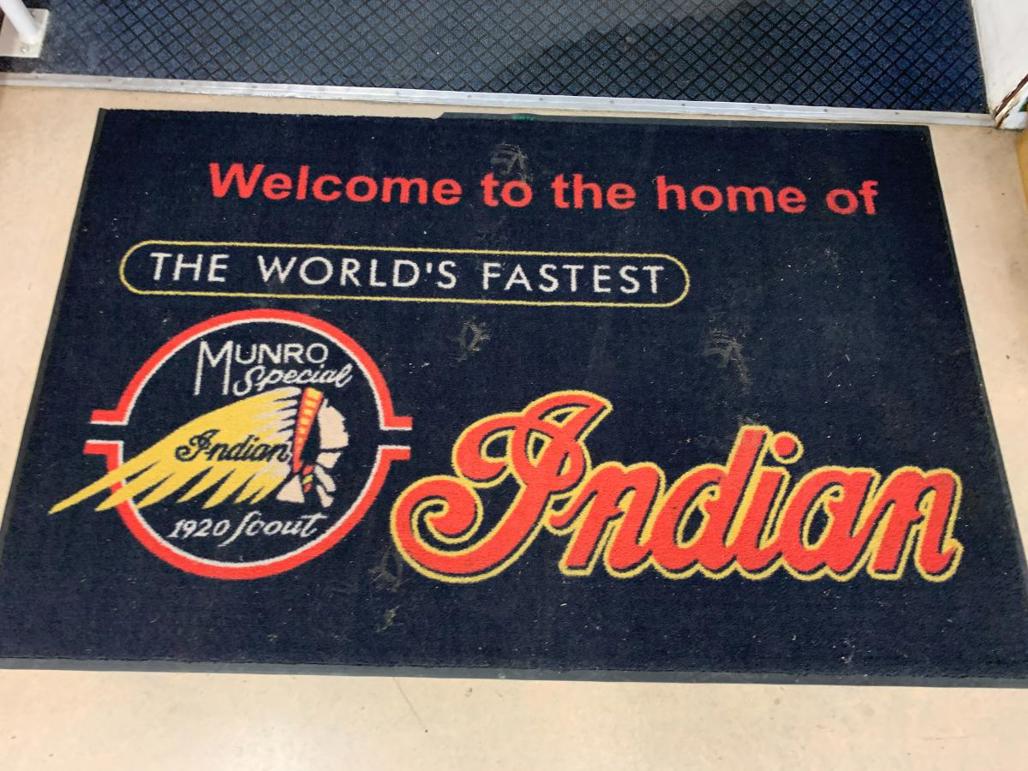 Welcome to the home of
THE WORLD'S FASTEST
MUNRO
Special
Indian
1920 Scout
Indian